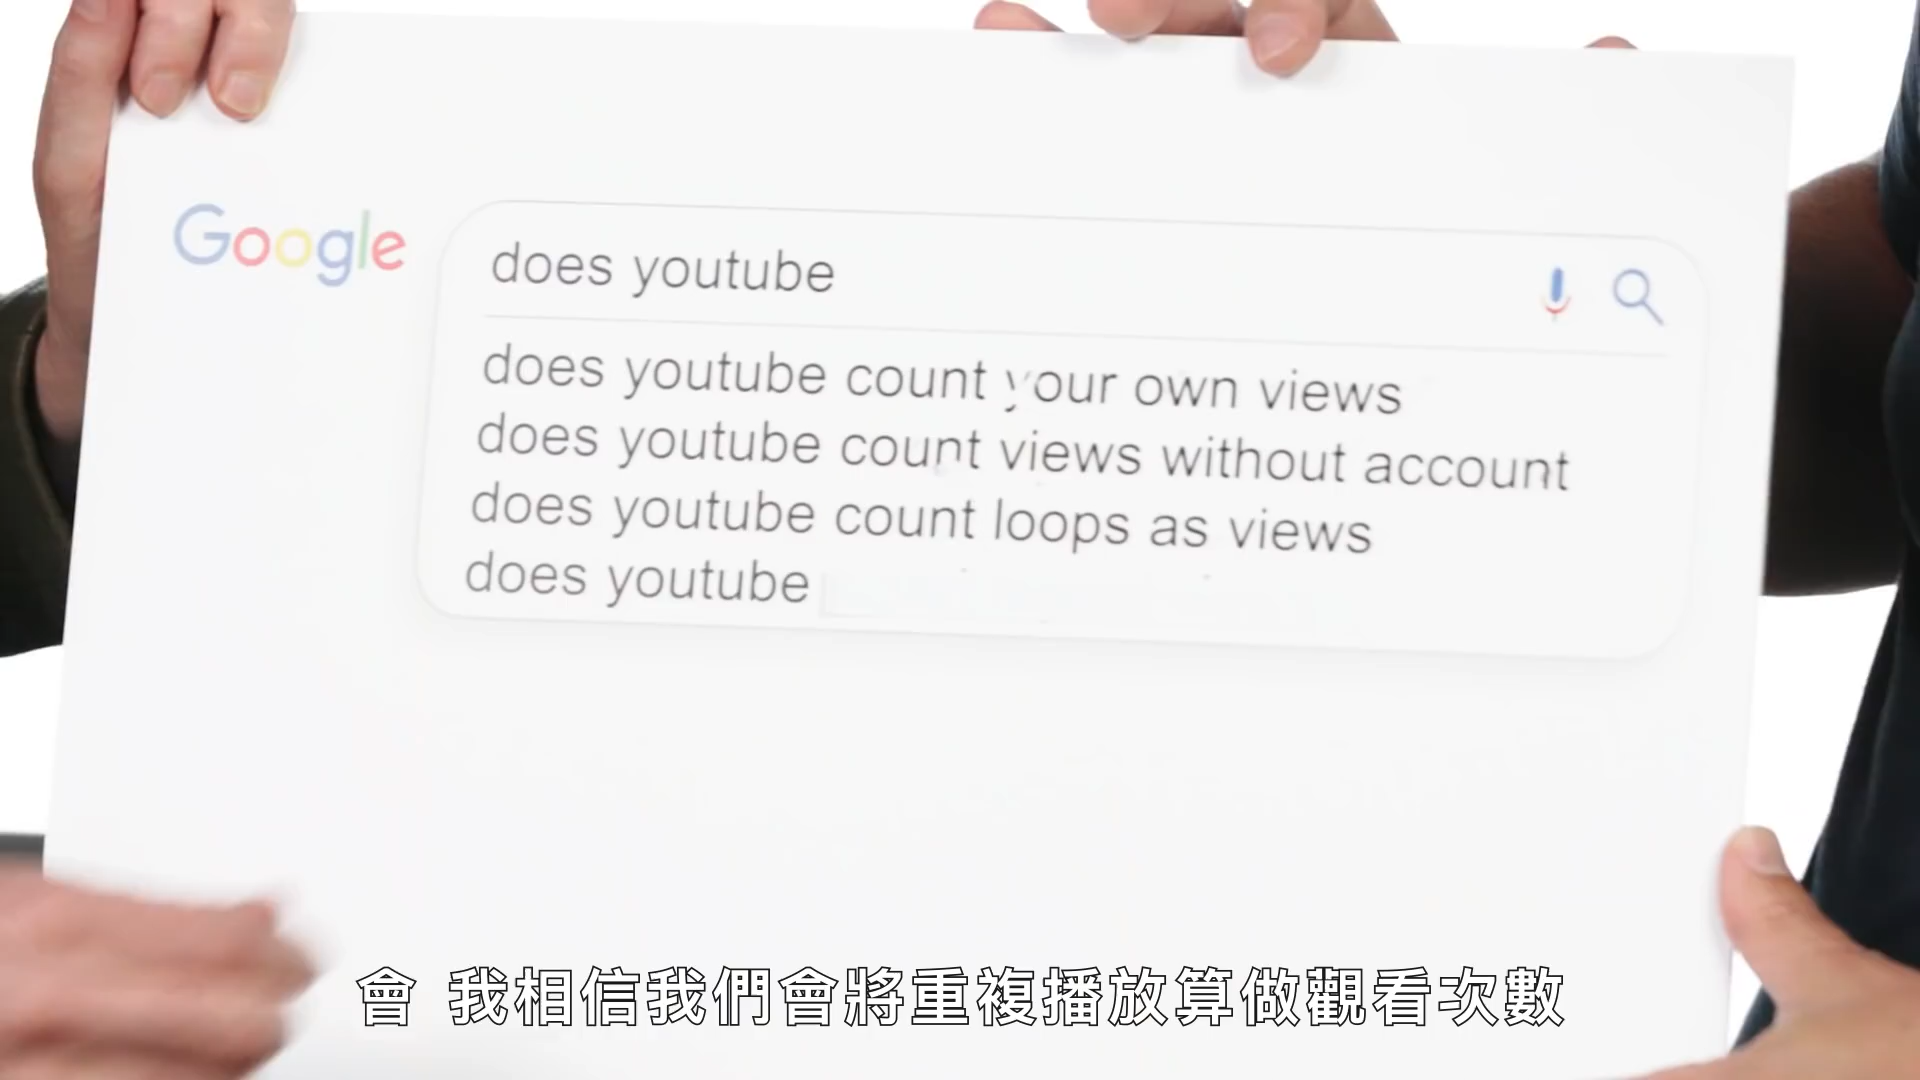 Google
does youtube
does youtube count your own views
does youtube count views without account
does youtube count loops as views
does youtube
會 我相信我們會將重複播放算做觀看次數